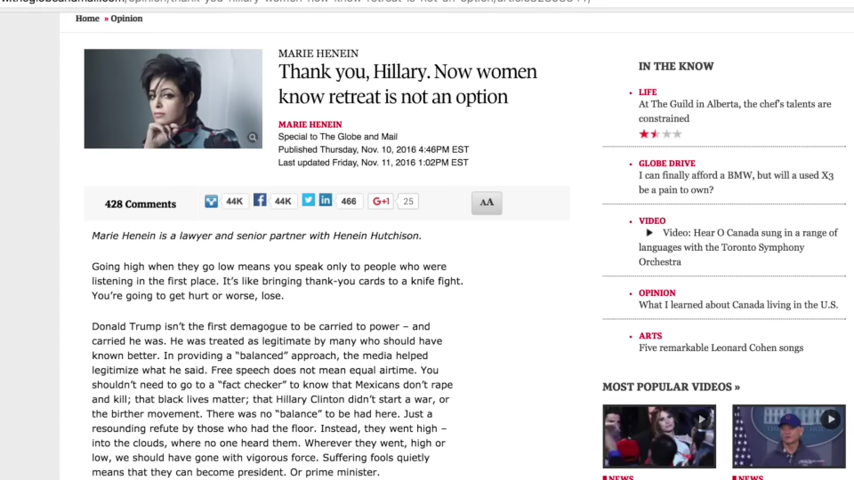 Home » Opinion
MARIE HENEIN
Thank you, Hillary. Now women
know retreat is not an option
MARIE HENEIN
Special to The Globe and Mail
Published Thursday, Nov. 10, 2016 4:46PM EST
Last updated Friday, Nov. 11, 2016 1:02PM EST
428 Comments
44K
44K
466
+1
25
AA
Marie Henein is a lawyer and senior partner with Henein Hutchison.
Going high when they go low means you speak only to people who were
listening in the first place. It's like bringing thank-you cards to a knife fight.
You're going to get hurt or worse, lose.
Donald Trump isn't the first demagogue to be carried to power – and
carried he was. He was treated as legitimate by many who should have
known better. In providing a "balanced" approach, the media helped
legitimize what he said. Free speech does not mean equal airtime. You
shouldn't need to go to a "fact checker" to know that Mexicans don't rape
and kill; that black lives matter; that Hillary Clinton didn't start a war, or
the birther movement. There was no "balance" to be had here. Just a
resounding refute by those who had the floor. Instead, they went high –
into the clouds, where no one heard them. Wherever they went, high or
low, we should have gone with vigorous force. Suffering fools quietly
means that they can become president. Or prime minister.
IN THE KNOW
LIFE
At The Guild in Alberta, the chef's talents are
constrained
GLOBE DRIVE
I can finally afford a BMW, but will a used X3
be a pain to own?
VIDEO
Video: Hear O Canada sung in a range of
languages with the Toronto Symphony
Orchestra
OPINION
What I learned about Canada living in the U.S.
ARTS
Five remarkable Leonard Cohen songs
MOST POPULAR VIDEOS »
NEWS
NEWS